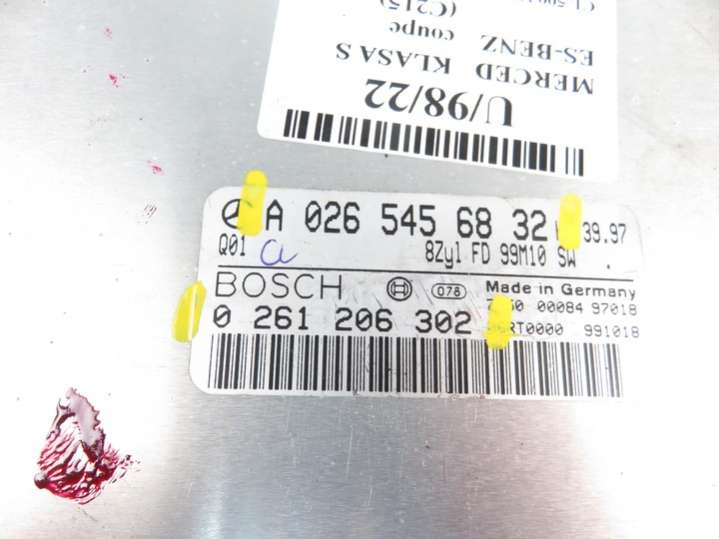 U/98/22
MERCED KLASA S
ES-BENZ coupe
(C215)
A 026 545 68 32 39.97
Q01 a 8Zyl FD 99M10 SW .
BOSCH 078 Made in Germany
00084 97018
0 261 206 302 RT0000 991018